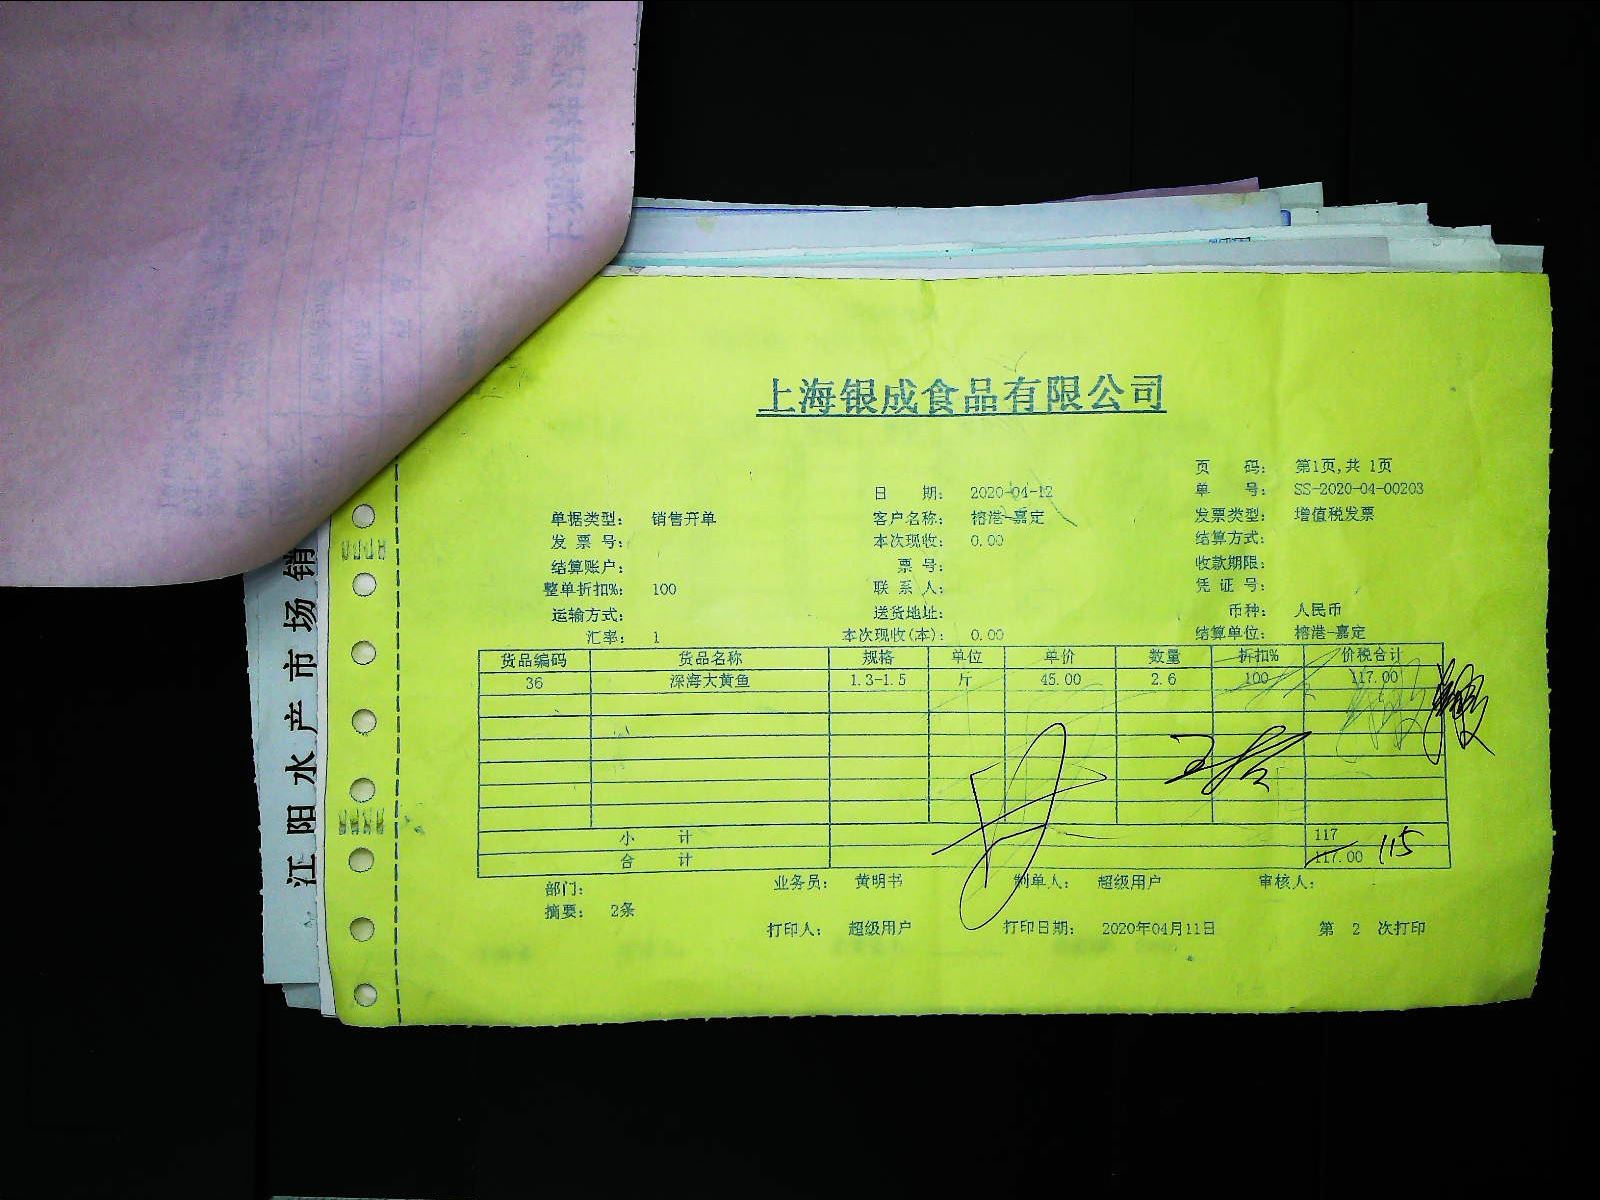 上海银成食品有限公司
页 码： 第1页,共 1页
日 期： 2020-04-12 单 号： SS-2020-04-00203
单据类型： 销售开单 客户名称： 榕港-嘉定 发票类型： 增值税发票
发 票 号： 本次现收： 0.00 结算方式：
结算账户： 票 号： 收款期限：
整单折扣%： 100 联 系 人： 凭 证 号：
运输方式： 送货地址： 币种： 人民币
汇率： 1 本次现收(本)： 0.00 结算单位： 榕港-嘉定
货品编码 货品名称 规格 单位 单价 数量 折扣% 价税合计
36 深海大黄鱼 1.3-1.5 斤 45.00 2.6 100 117.00
小 计 117
合 计 117.00 115
部门： 业务员： 黄明书 制单人： 超级用户 审核人：
摘要： 2条
打印人： 超级用户 打印日期： 2020年04月11日 第 2 次打印
江阳水产市场销